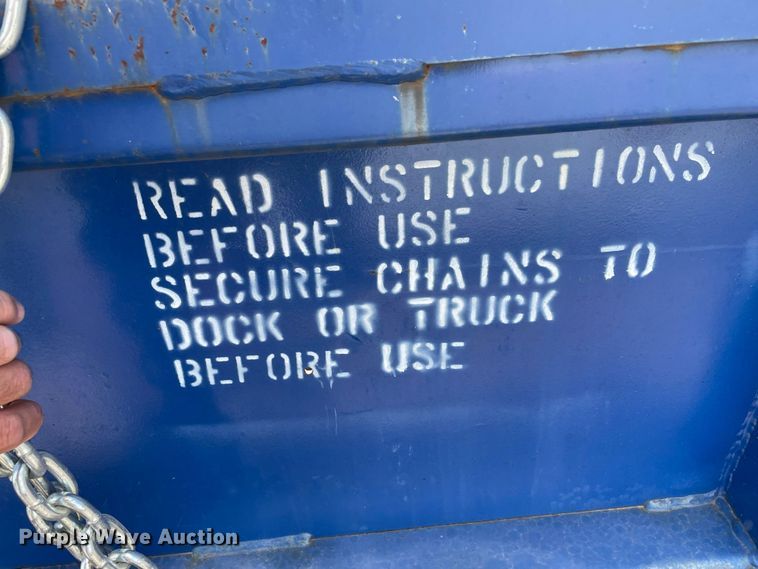 READ INSTRUCTIONS
BEFORE USE
SECURE CHAINS TO
DOCK OR TRUCK
BEFORE USE
Purple Wave Auction